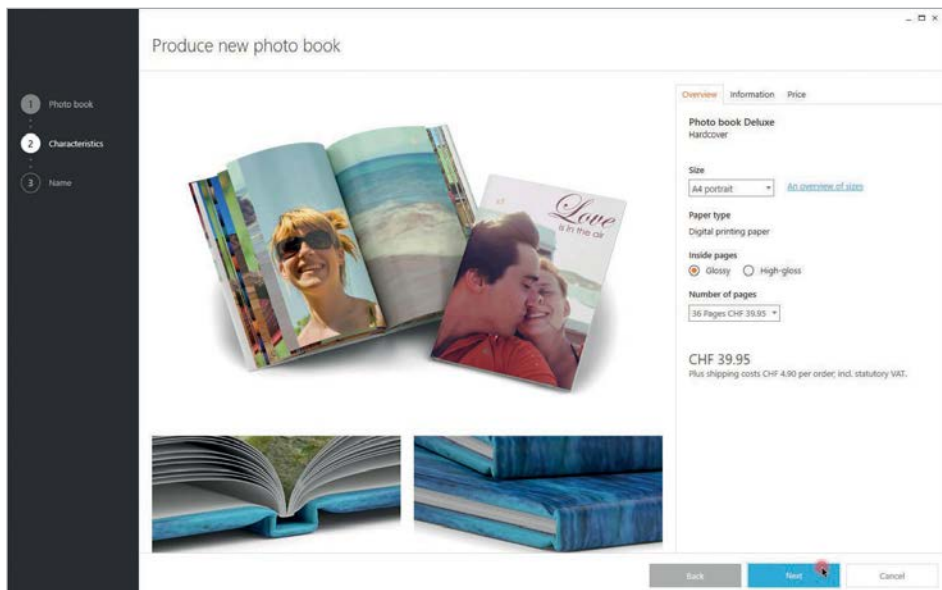 Produce new photo book
1 Photo book
2 Characteristics
3 Name
Love
is in the air
Overview Information Price
Photo book Deluxe
Hardcover
Size
A4 portrait An overview of sizes
Paper type
Digital printing paper
Inside pages
Glossy High-gloss
Number of pages
36 Pages CHF 39.95
CHF 39.95
Plus shipping costs CHF 4.90 per order, incl. statutory VAT.
Back Next Cancel